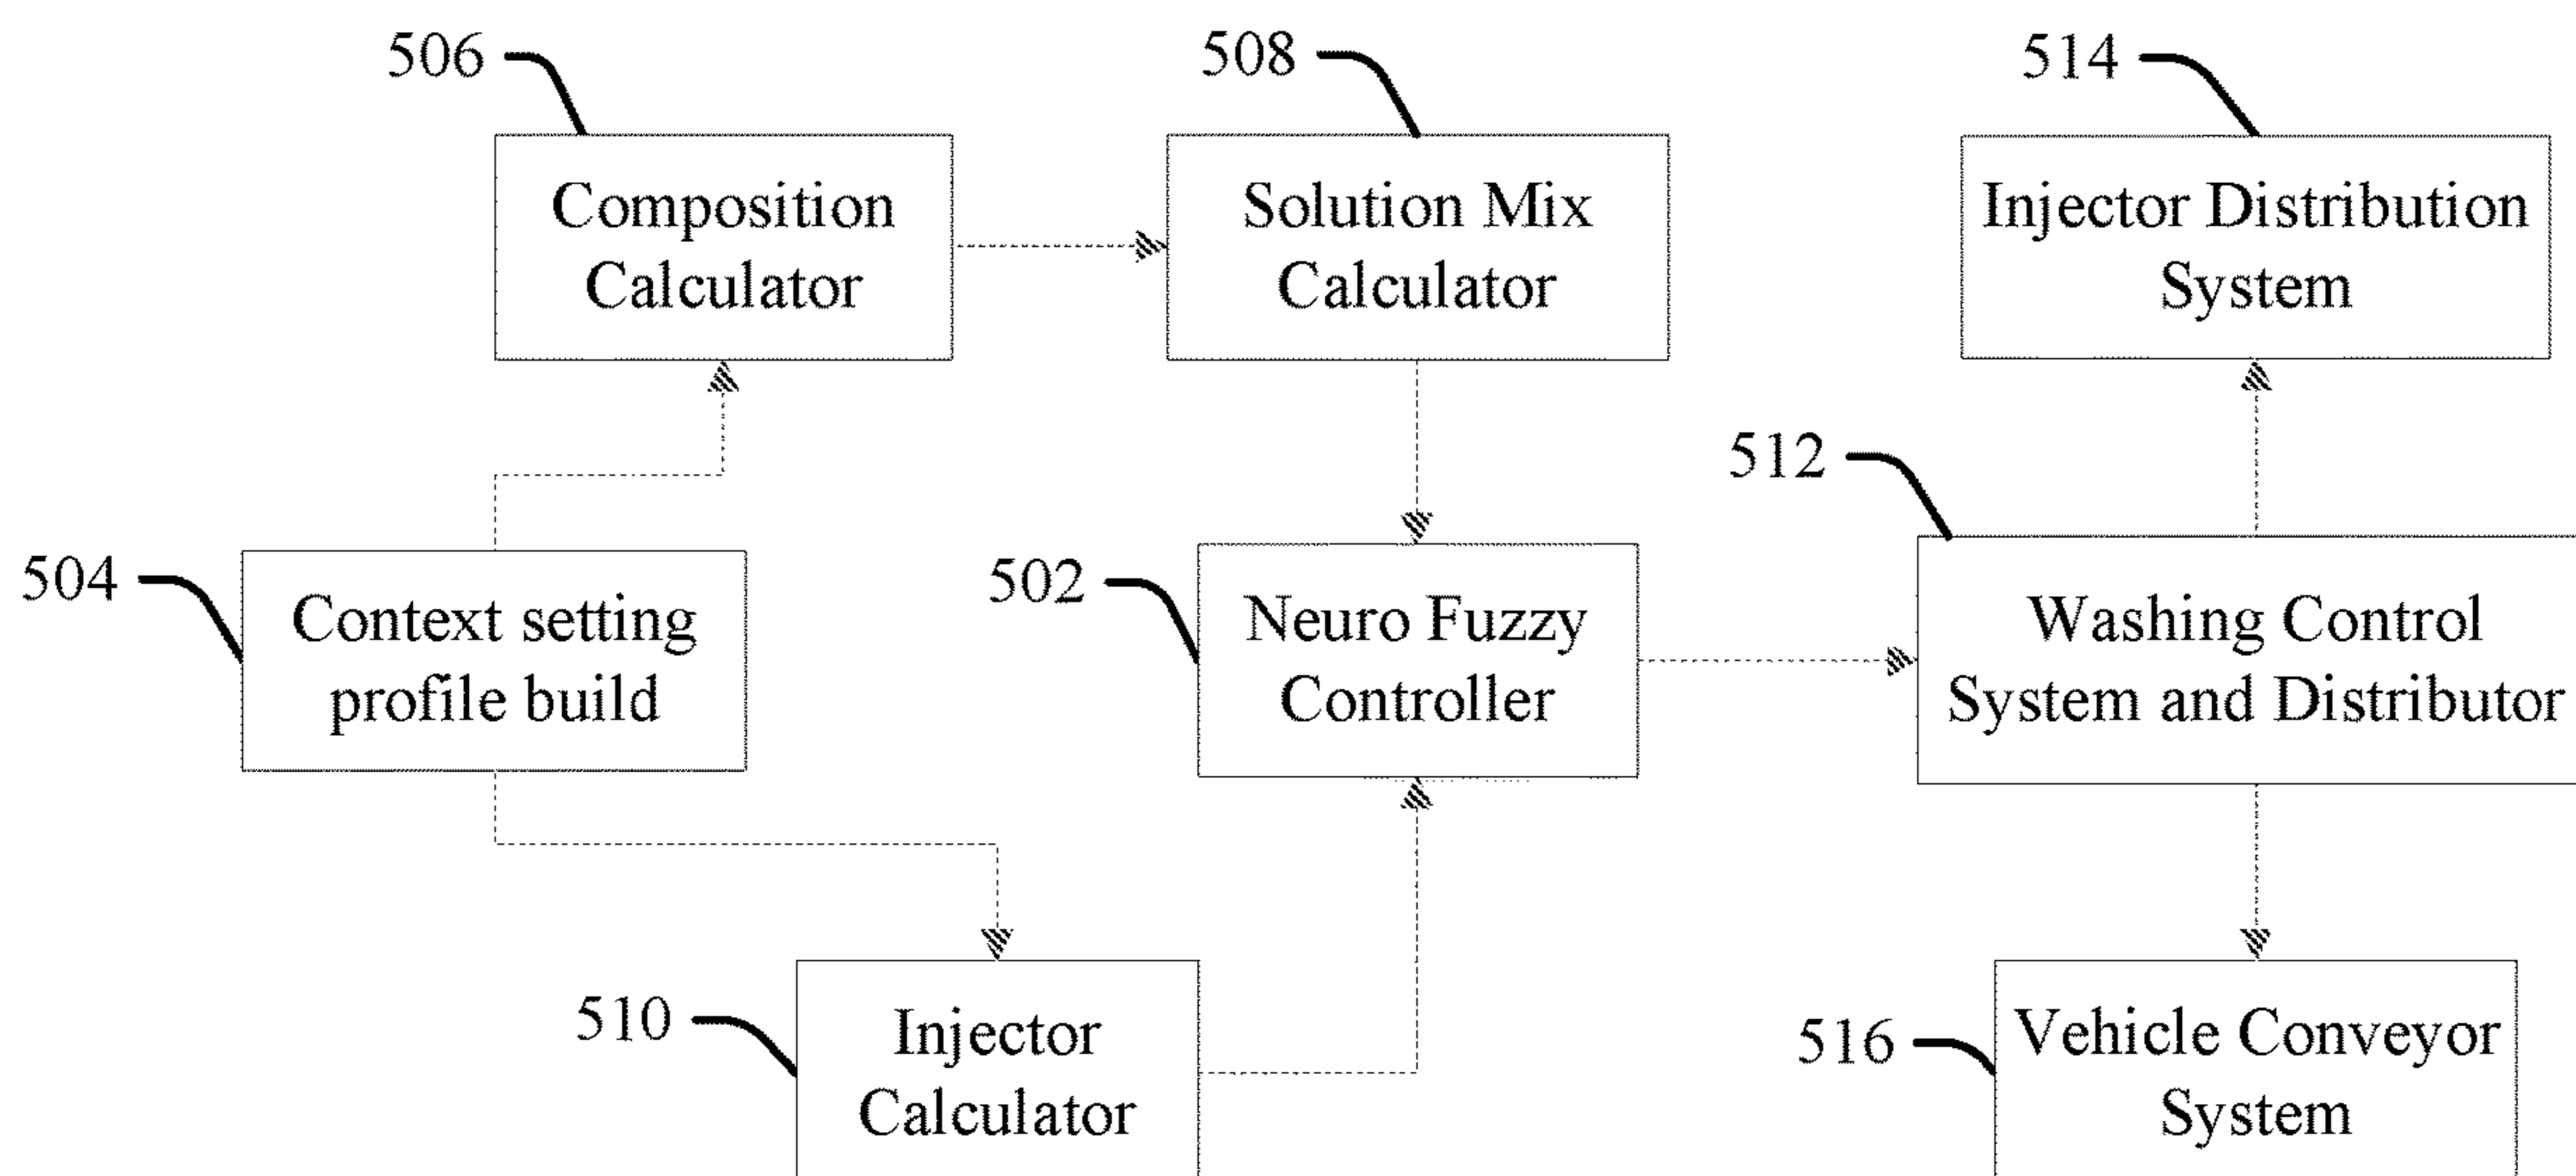 506
Composition
Calculator
508
Solution Mix
Calculator
514
Injector Distribution
System
504
Context setting
profile build
502
Neuro Fuzzy
Controller
512
Washing Control
System and Distributor
510
Injector
Calculator
516
Vehicle Conveyor
System